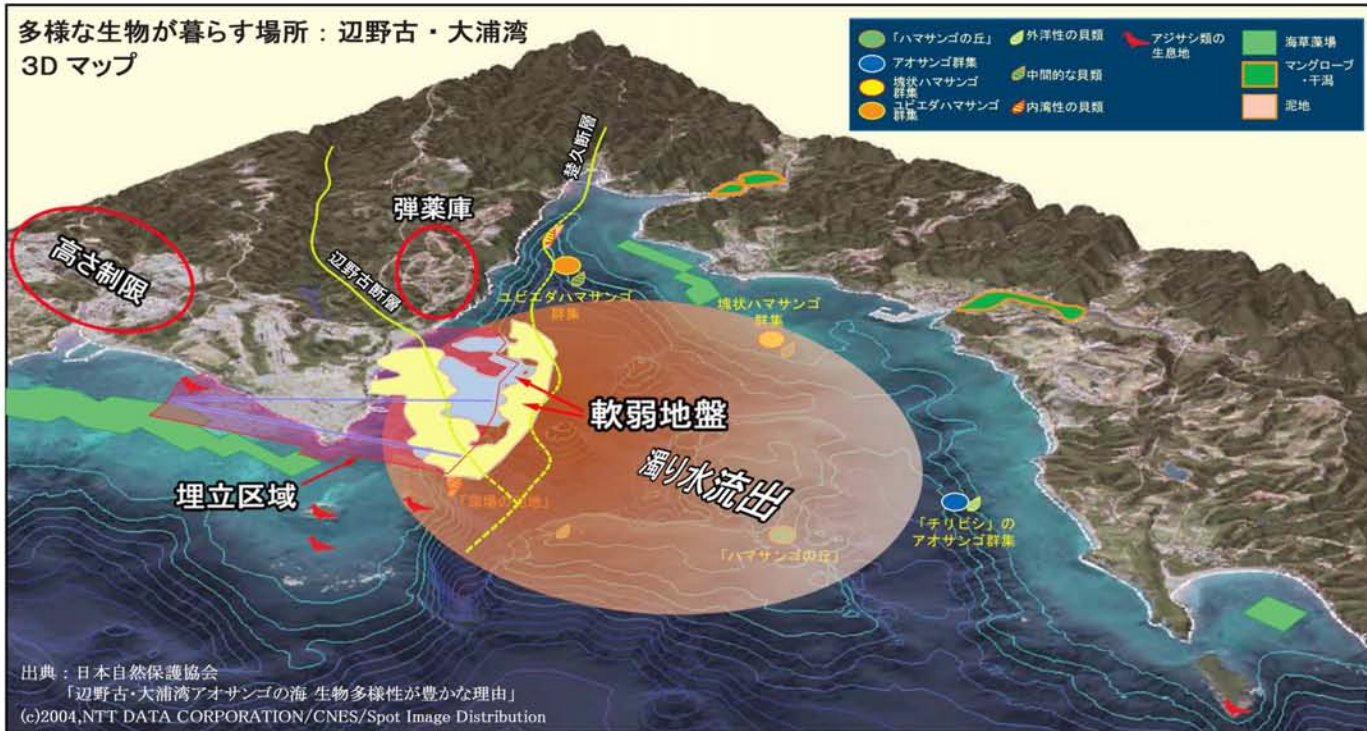 多様な生物が暮らす場所：辺野古・大浦湾
3D マップ
「ハマサンゴの丘」
アオサンゴ群集
塊状ハマサンゴ
群集
ユビエダハマサンゴ
群集
外洋性の貝類
中間的な貝類
内湾性の貝類
アジサシ類の
生息地
海草藻場
マングローブ
・干潟
泥地
楚久断層
弾薬庫
高さ制限
辺野古断層
ユビエダハマサンゴ
群集
塊状ハマサンゴ
群集
軟弱地盤
濁り水流出
埋立区域
「チリビシ」の
アオサンゴ群集
「ハマサンゴの丘」
出典：日本自然保護協会
「辺野古・大浦湾アオサンゴの海 生物多様性が豊かな理由」
(c)2004,NTT DATA CORPORATION/CNES/Spot Image Distribution